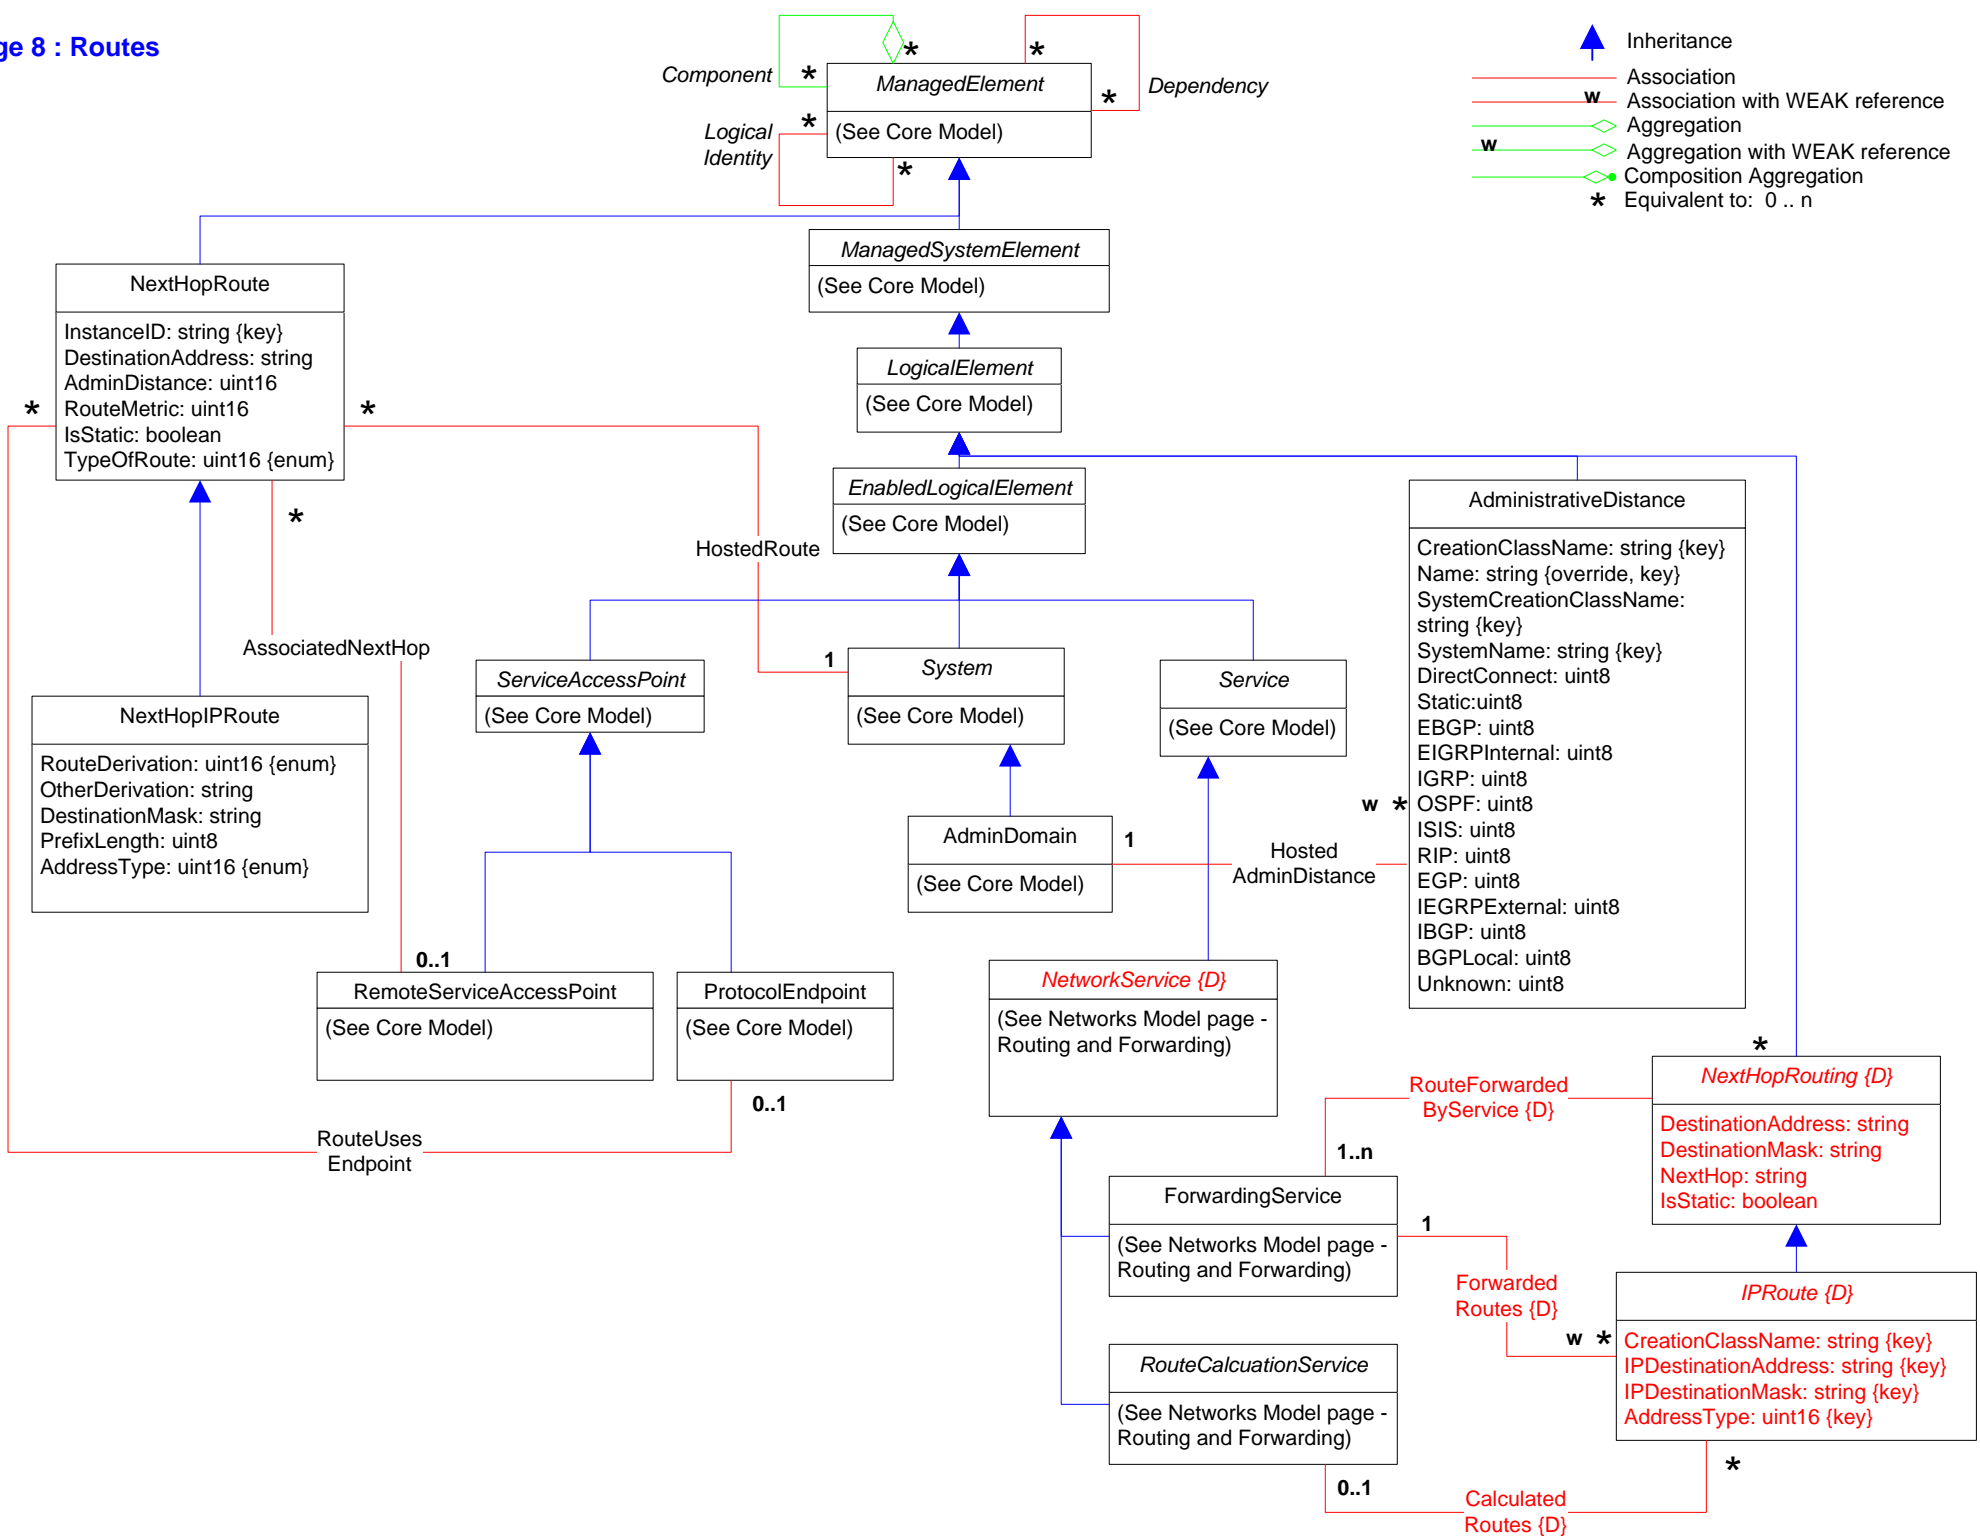 ge 8 : Routes
Inheritance
Association
w
Association with WEAK reference
Aggregation
w
Aggregation with WEAK reference
Composition Aggregation
* Equivalent to: 0 .. n
Component
*
*
*
Dependency
*
Logical
Identity
*
*
ManagedElement
(See Core Model)
ManagedSystemElement
(See Core Model)
NextHopRoute
InstanceID: string {key}
DestinationAddress: string
AdminDistance: uint16
RouteMetric: uint16
IsStatic: boolean
TypeOfRoute: uint16 {enum}
*
*
*
LogicalElement
(See Core Model)
EnabledLogicalElement
(See Core Model)
HostedRoute
1
AssociatedNextHop
0..1
AdministrativeDistance
CreationClassName: string {key}
Name: string {override, key}
SystemCreationClassName:
string {key}
SystemName: string {key}
DirectConnect: uint8
Static:uint8
EBGP: uint8
EIGRPInternal: uint8
IGRP: uint8
OSPF: uint8
ISIS: uint8
RIP: uint8
EGP: uint8
IEGRPExternal: uint8
IBGP: uint8
BGPLocal: uint8
Unknown: uint8
ServiceAccessPoint
(See Core Model)
System
(See Core Model)
Service
(See Core Model)
NextHopIPRoute
RouteDerivation: uint16 {enum}
OtherDerivation: string
DestinationMask: string
PrefixLength: uint8
AddressType: uint16 {enum}
AdminDomain
(See Core Model)
1
Hosted
AdminDistance
w *
RemoteServiceAccessPoint
(See Core Model)
ProtocolEndpoint
(See Core Model)
0..1
RouteUses
Endpoint
NetworkService {D}
(See Networks Model page -
Routing and Forwarding)
*
NextHopRouting {D}
DestinationAddress: string
DestinationMask: string
NextHop: string
IsStatic: boolean
RouteForwarded
ByService {D}
1..n
ForwardingService
(See Networks Model page -
Routing and Forwarding)
1
Forwarded
Routes {D}
w *
IPRoute {D}
CreationClassName: string {key}
IPDestinationAddress: string {key}
IPDestinationMask: string {key}
AddressType: uint16 {key}
RouteCalcuationService
(See Networks Model page -
Routing and Forwarding)
0..1
*
Calculated
Routes {D}